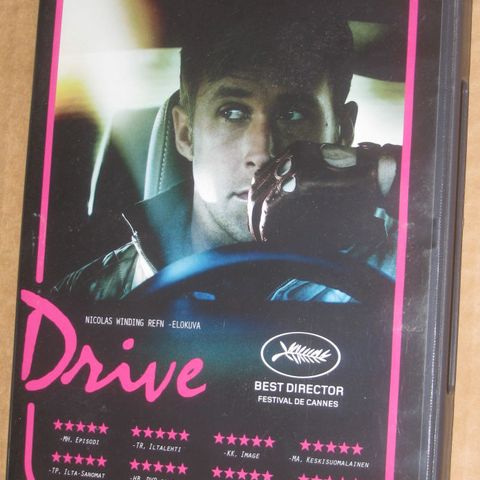 NICOLAS WINDING REFN -ELOKUVA
Drive
BEST DIRECTOR
FESTIVAL DE CANNES
-MH, EPISODI
-TR, ILTALEHTI
-KK, IMAGE
-MA, KESKISUOMALAINEN
-TP, ILTA-SANOMAT